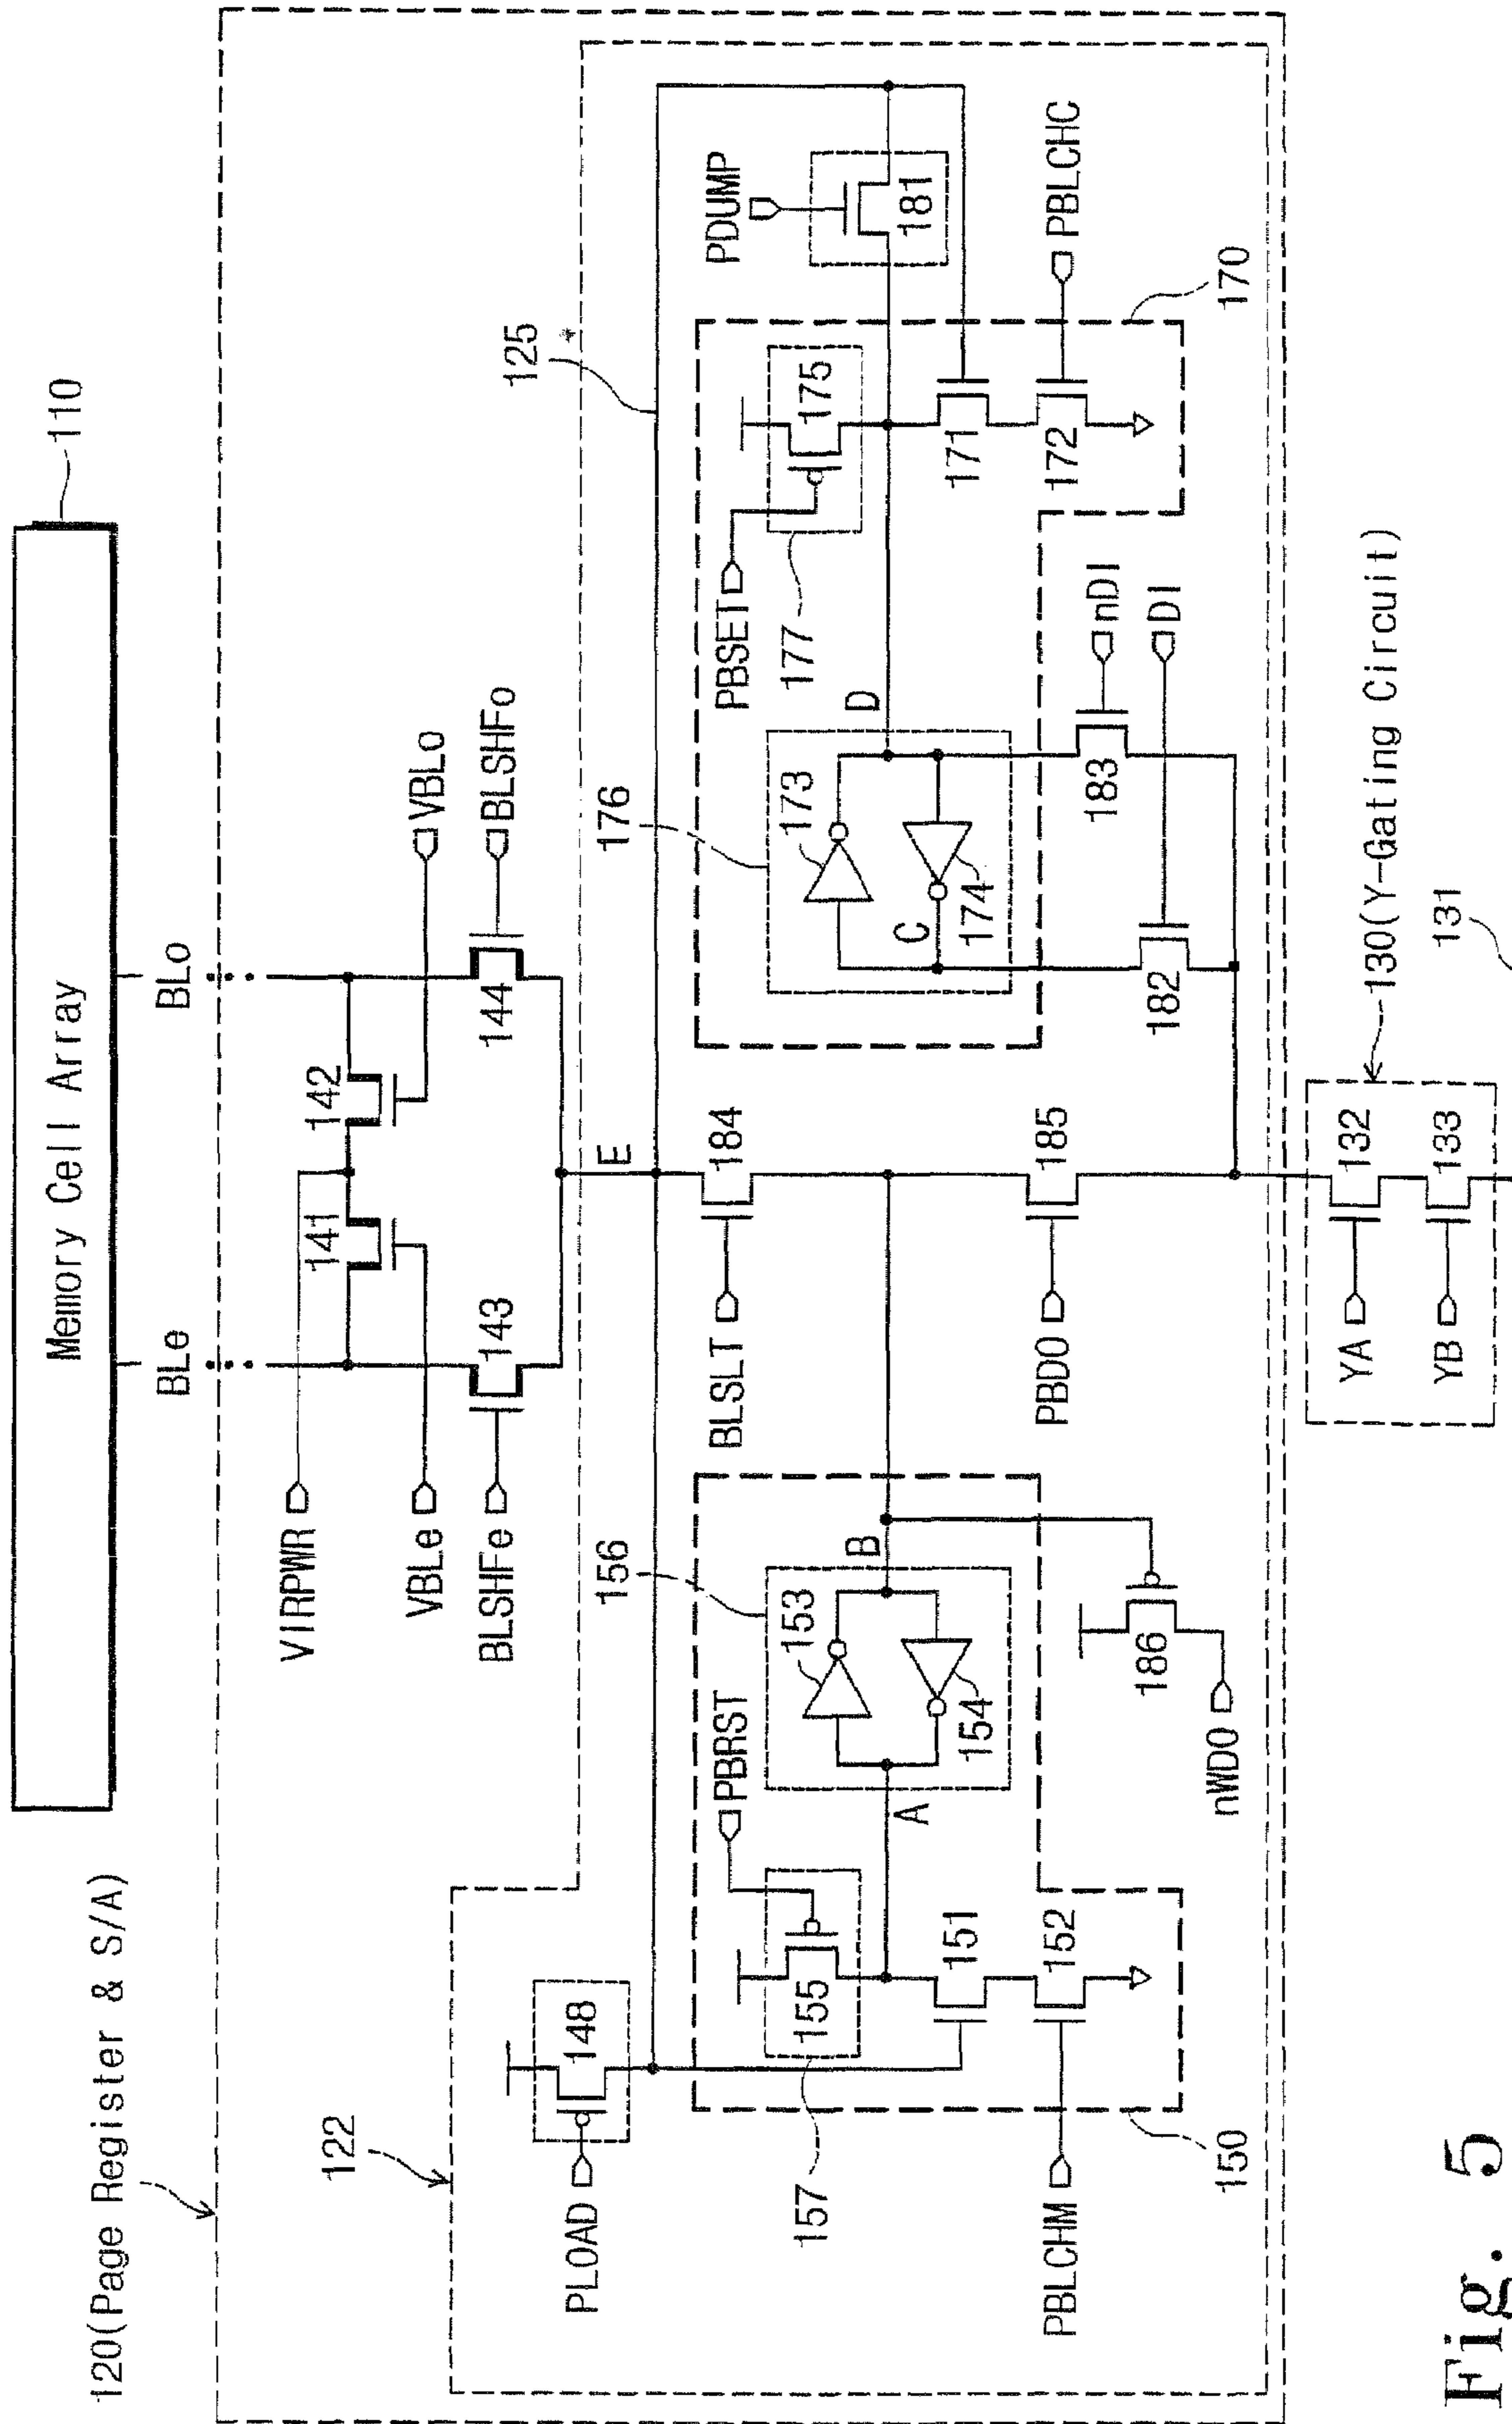 120(Page Register & S/A)
Memory Cell Array
110
BLe
BLo
VIRPWR
141
142
VBLe
VBLo
BLSHFe
143
144
BLSHFo
122
125
E
PLOAD
148
156
176
BLSLT
184
PDUMP
181
PBRST
PBSET
157
155
153
154
A
B
C
D
173
174
177
175
151
152
171
172
PBLCHM
PBLCHC
150
170
186
nWDO
PBDO
185
182
183
nDI
DI
YA
132
YB
133
130(Y-Gating Circuit)
131
Fig. 5